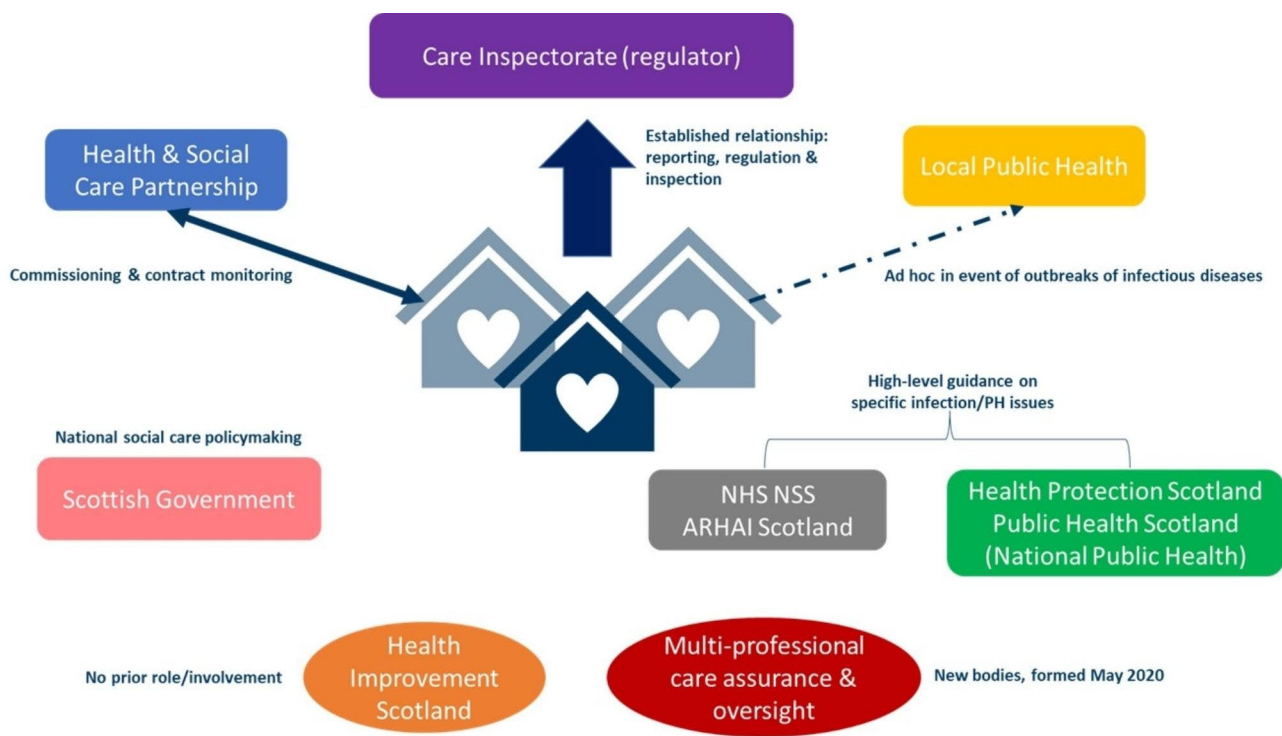 Care Inspectorate (regulator)
Health & Social
Care Partnership
Established relationship:
reporting, regulation &
inspection
Local Public Health
Commissioning & contract monitoring
Ad hoc in event of outbreaks of infectious diseases
High-level guidance on
specific infection/PH issues
National social care policymaking
Scottish Government
NHS NSS
ARHAI Scotland
Health Protection Scotland
Public Health Scotland
(National Public Health)
No prior role/involvement
Health
Improvement
Scotland
Multi-professional
care assurance &
oversight
New bodies, formed May 2020